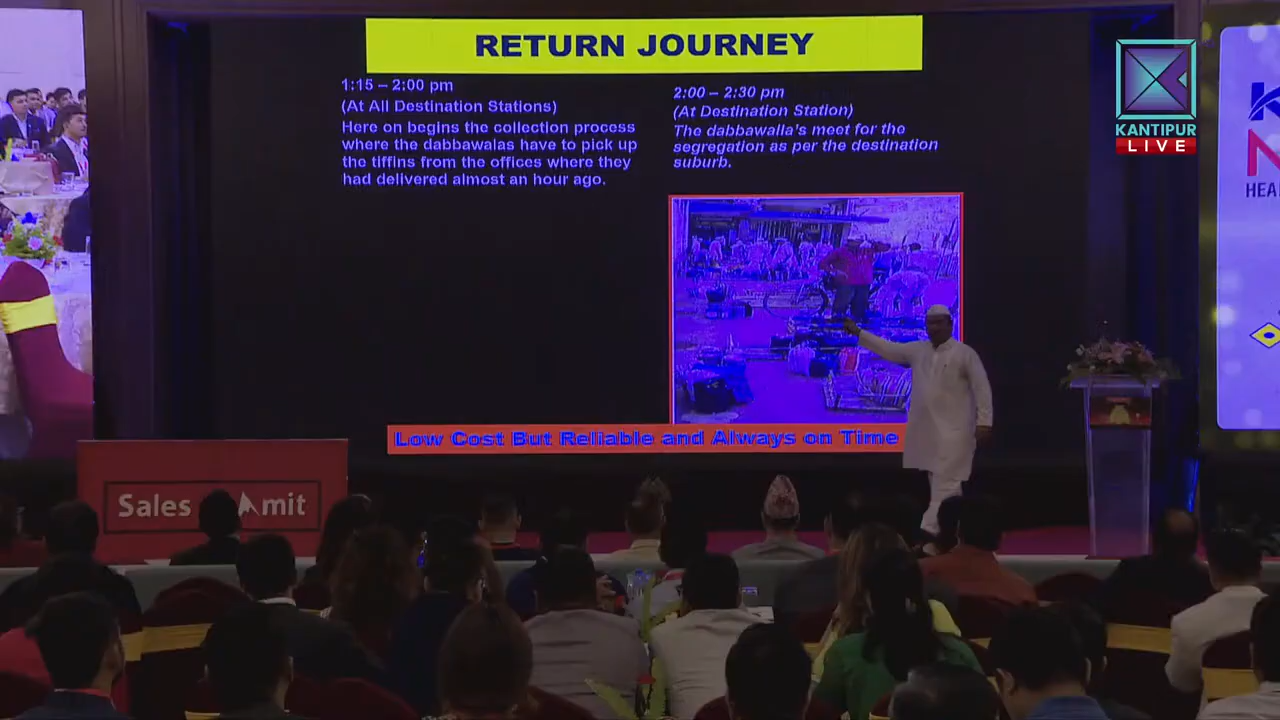 RETURN JOURNEY
1:15 – 2:00 pm
(At All Destination Stations)
Here on begins the collection process
where the dabbawalas have to pick up
the tiffins from the offices where they
had delivered almost an hour ago.
2:00 – 2:30 pm
(At Destination Station)
The dabbawalla's meet for the
segregation as per the destination
suburb.
Low Cost But Reliable and Always on Time
KANTIPUR
LIVE
Sales
mit
HEA